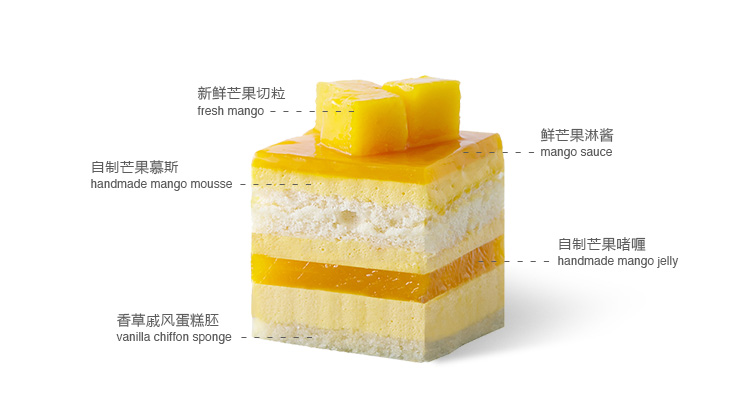 新鲜芒果切粒
fresh mango
鲜芒果淋酱
mango sauce
自制芒果慕斯
handmade mango mousse
自制芒果啫喱
handmade mango jelly
香草戚风蛋糕胚
vanilla chiffon sponge